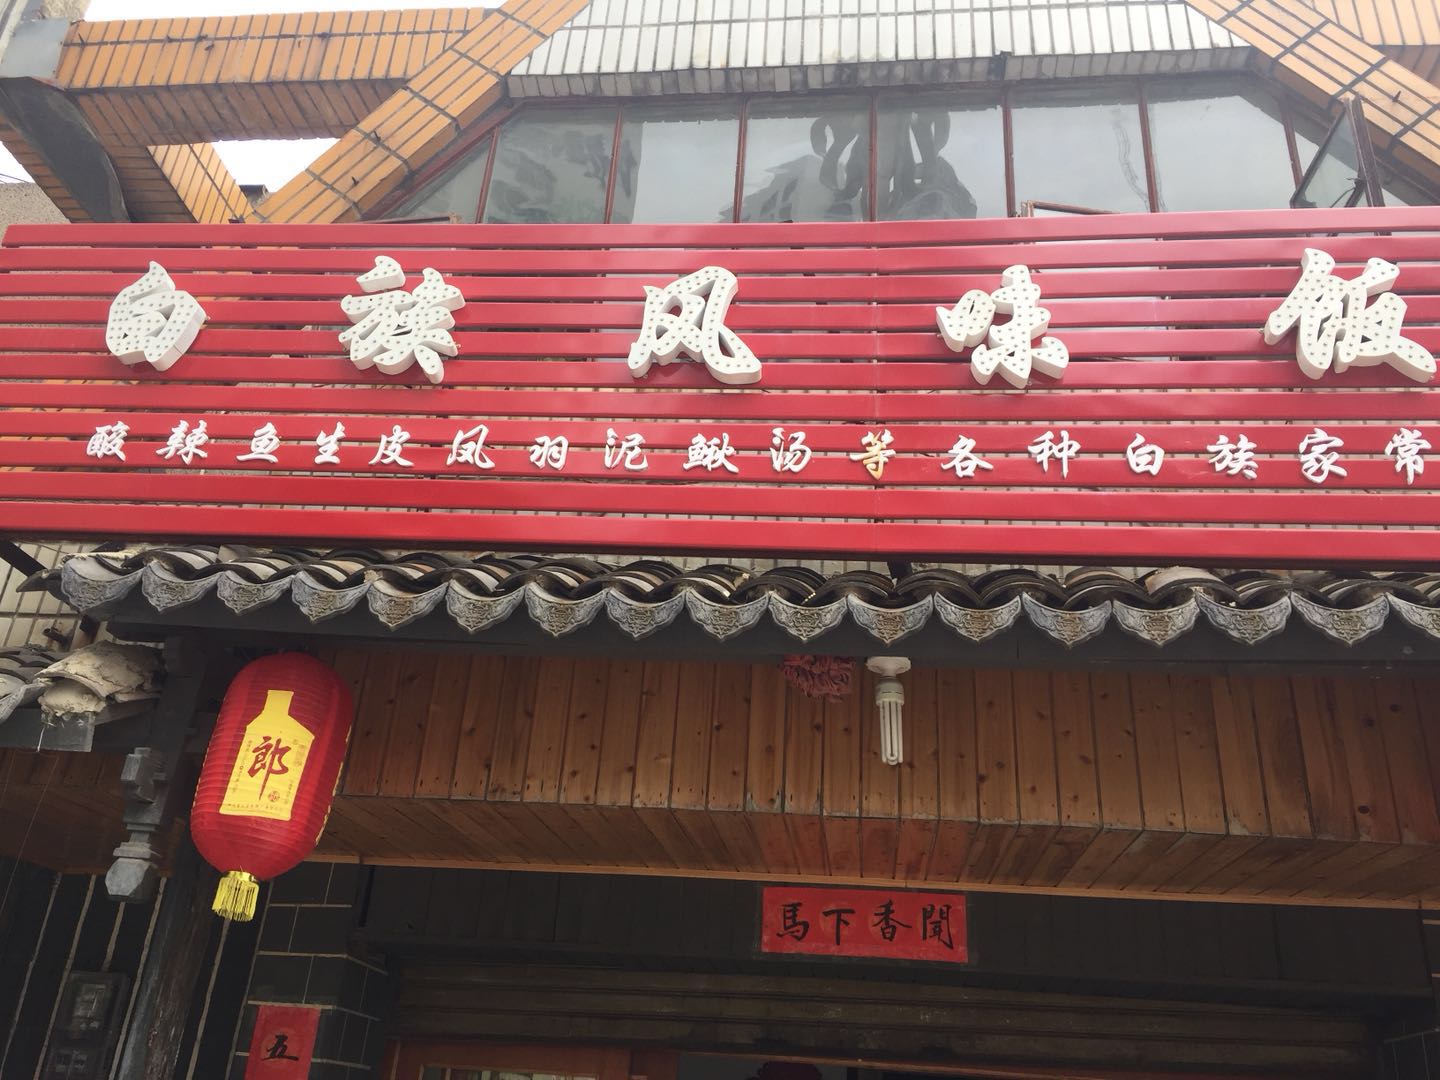 白族风味饭
酸辣鱼生皮凤羽泥鳅汤等各种白族家常
郎
馬下香聞
五